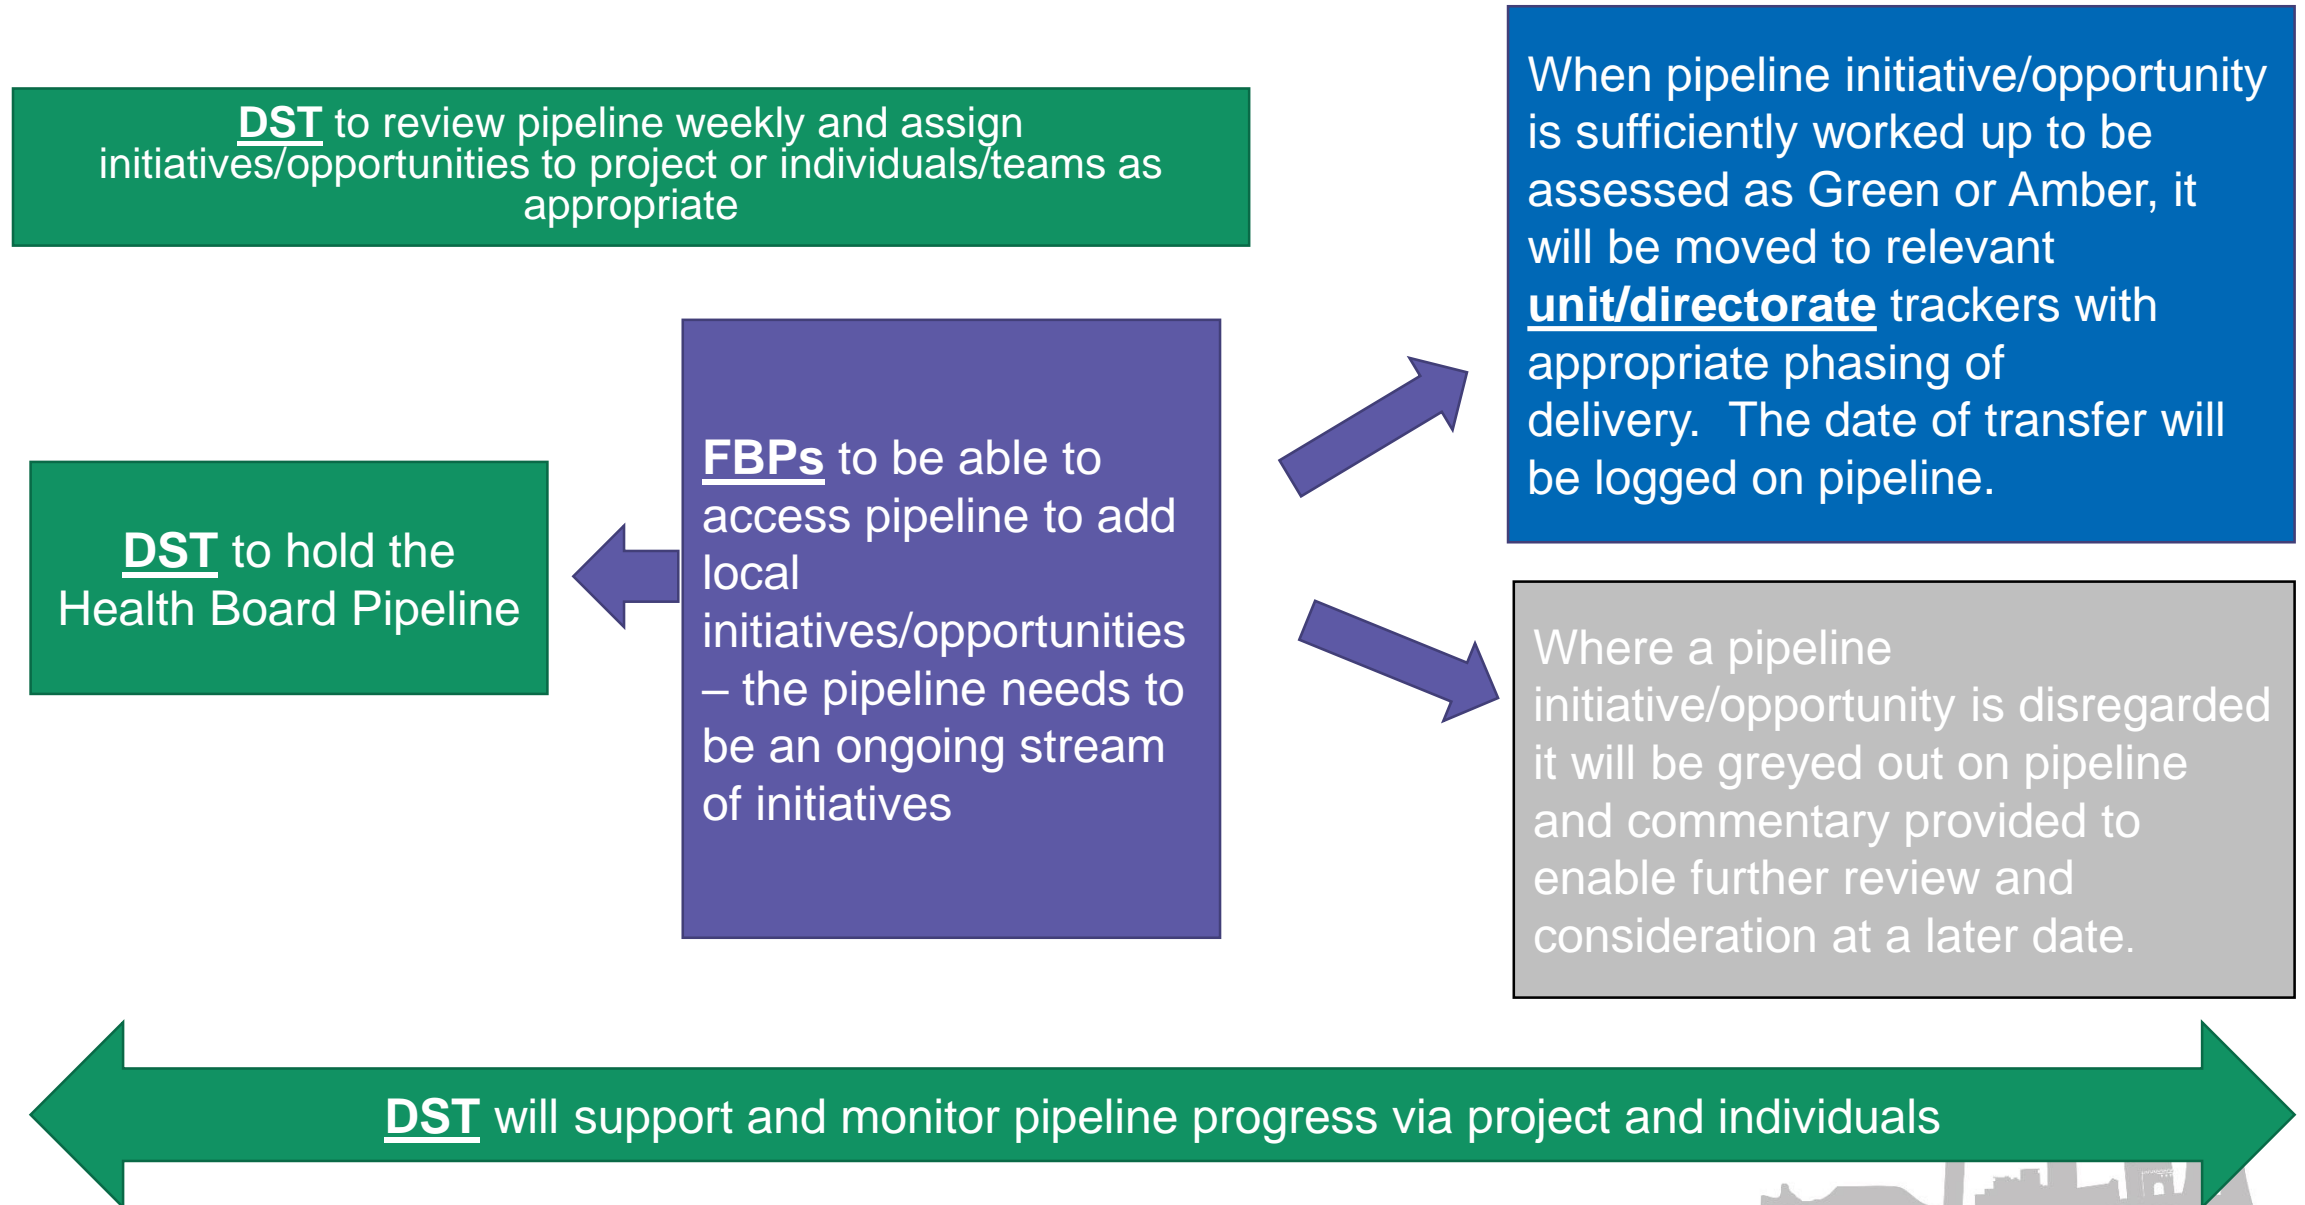 DST to review pipeline weekly and assign
initiatives/opportunities to project or individuals/teams as
appropriate
DST to hold the
Health Board Pipeline
FBPs to be able to
access pipeline to add
local
initiatives/opportunities
– the pipeline needs to
be an ongoing stream
of initiatives
When pipeline initiative/opportunity
is sufficiently worked up to be
assessed as Green or Amber, it
will be moved to relevant
unit/directorate trackers with
appropriate phasing of
delivery.  The date of transfer will
be logged on pipeline.
Where a pipeline
initiative/opportunity is disregarded
it will be greyed out on pipeline
and commentary provided to
enable further review and
consideration at a later date.
DST will support and monitor pipeline progress via project and individuals